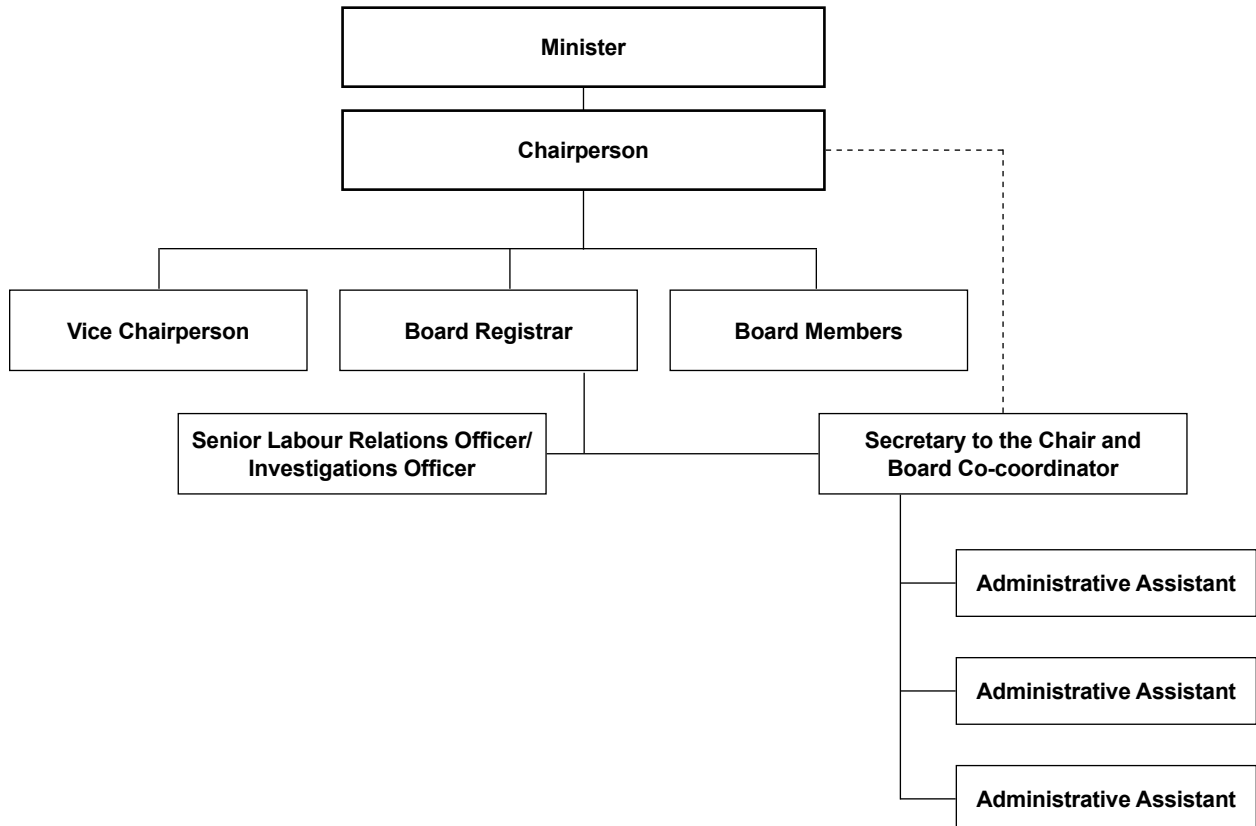 Minister
Chairperson
Vice Chairperson
Board Registrar
Board Members
Senior Labour Relations Officer/
Investigations Officer
Secretary to the Chair and
Board Co-coordinator
Administrative Assistant
Administrative Assistant
Administrative Assistant